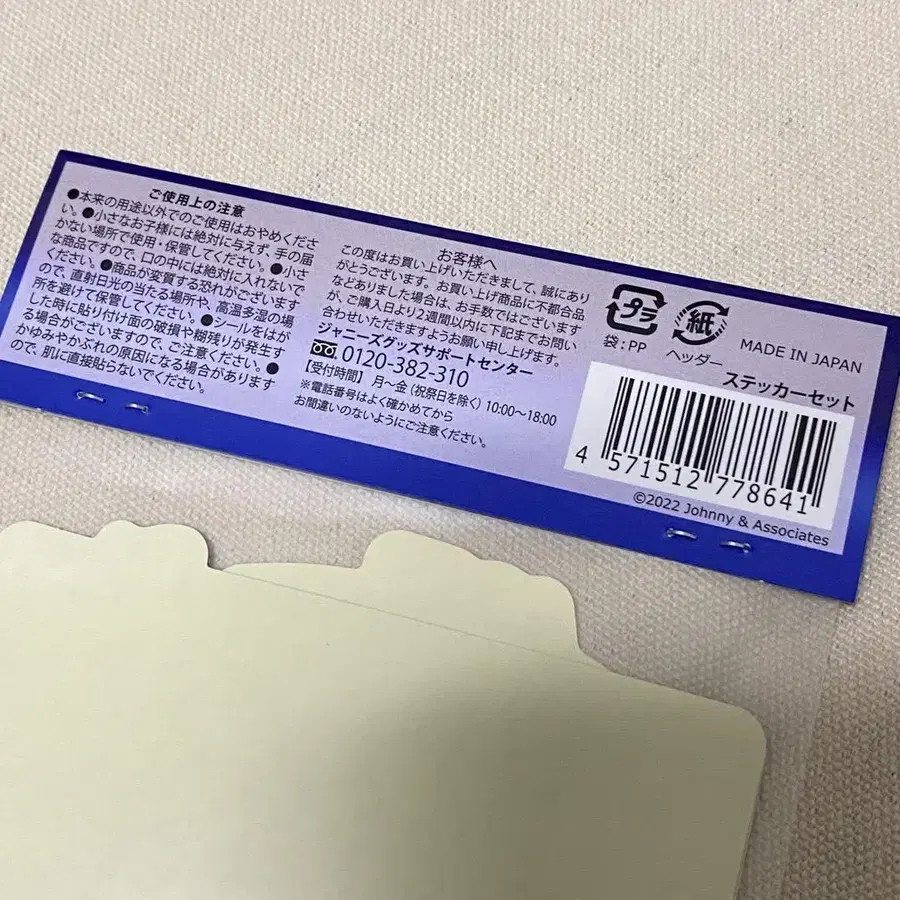 ご使用上の注意
●本来の用途以外でのご使用はおやめくださ
い。●小さなお子様には絶対に与えず、手の届
かない場所で使用・保管してください。●小さ
な商品ですので、口の中には絶対に入れないで
ください。●商品が変質する恐れがございます
ので、直射日光の当たる場所や、高温多湿の場
所を避けて保管してください。●シールをはが
した時に貼り付け面の破損や糊残りが発生す
る場合がございますので、ご注意ください。●
かゆみやかぶれの原因になる場合があります
ので、肌に直接貼らないでください。
お客様へ
この度はお買い上げいただきまして、誠にあり
がとうございます。お買い上げ商品に不都合品
などありました場合は、お手数ではございます
が、ご購入日より2週間以内に下記までお問い
合わせいただきますようお願い申し上げます。
ジャニーズグッズサポートセンター
0120-382-310
【受付時間】 月〜金 (祝祭日を除く) 10:00〜18:00
※電話番号はよく確かめてから
お間違いのないようにご注意ください。
プラ
袋:PP
紙
ヘッダー
MADE IN JAPAN
ステッカーセット
4 571512 778641
©2022 Johnny & Associates